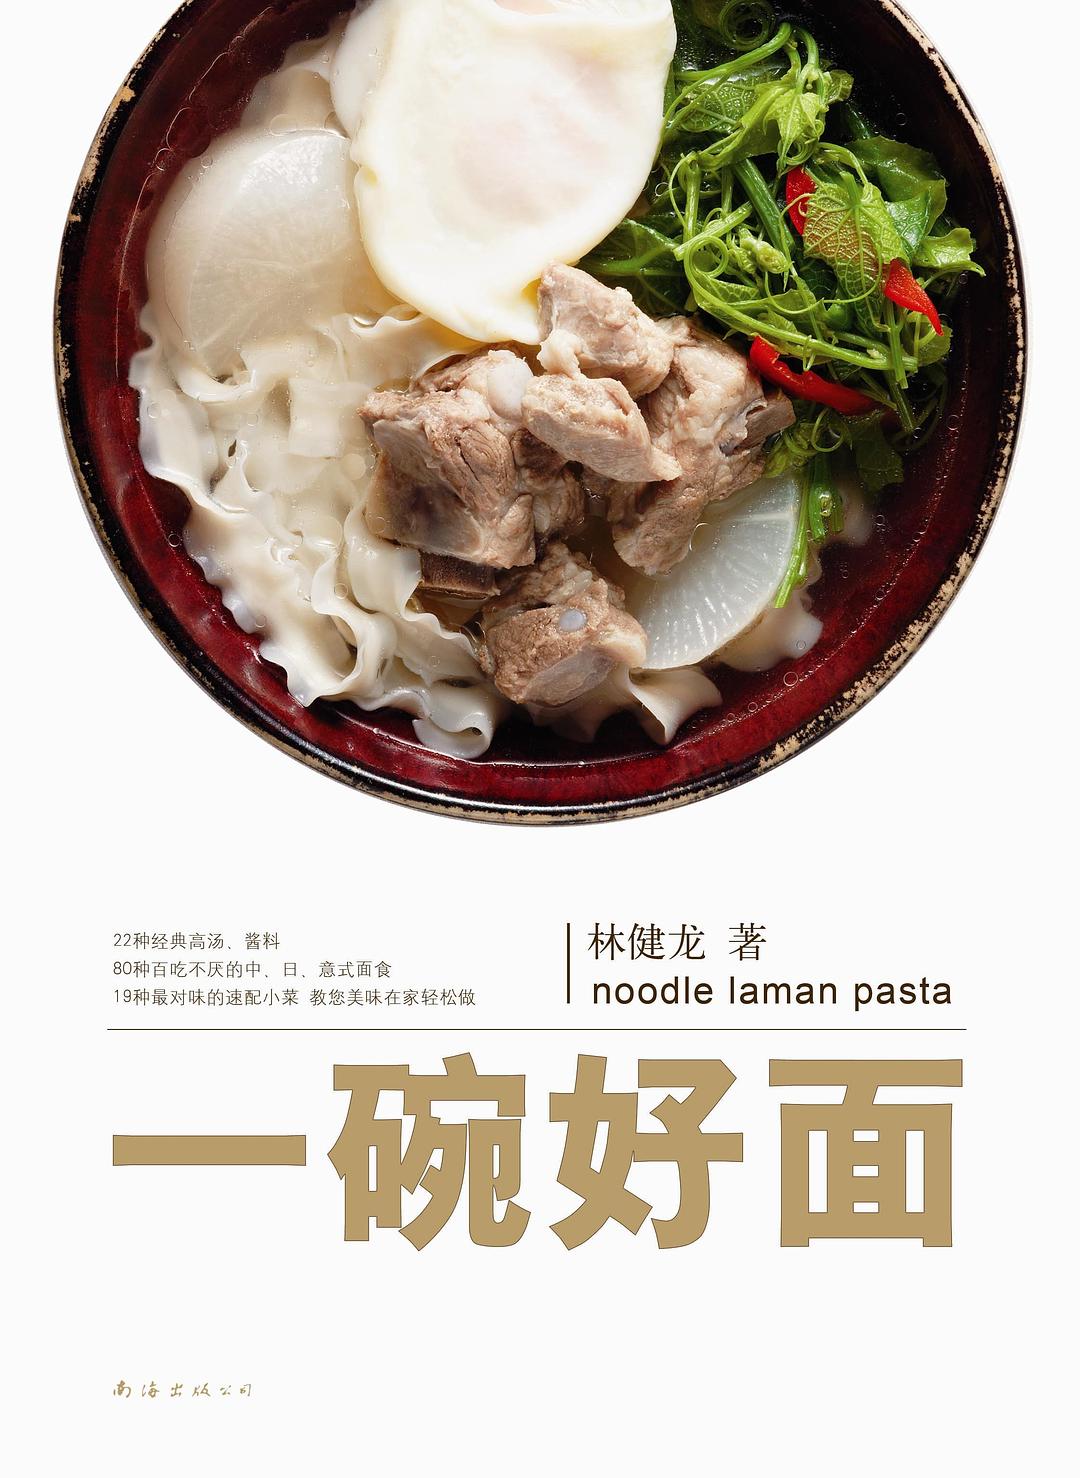 22种经典高汤、酱料
80种百吃不厌的中、日、意式面食
19种最对味的速配小菜 教您美味在家轻松做
林健龙 著
noodle laman pasta
一碗好面
南海出版公司